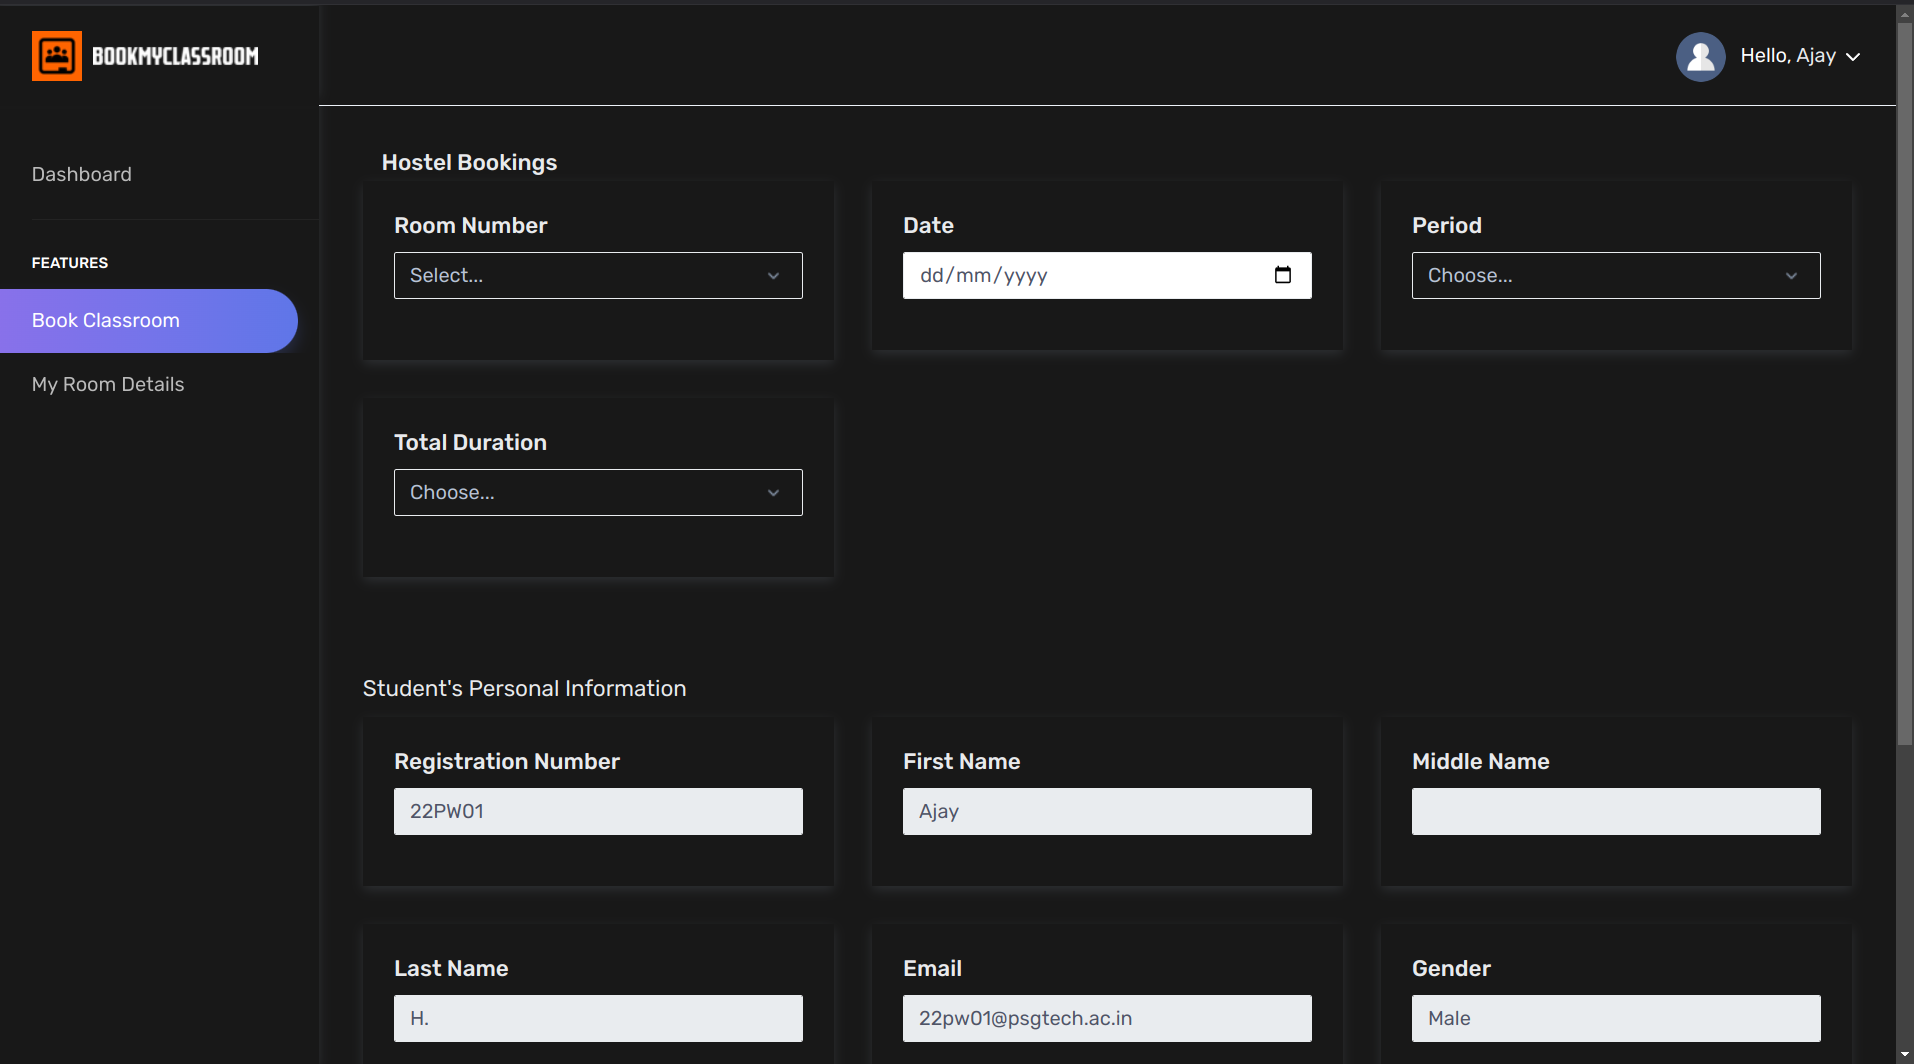 BOOKMYCLASSROOM
Hello, Ajay
Dashboard
FEATURES
Book Classroom
My Room Details
Hostel Bookings
Room Number
Select...
Date
dd/mm/yyyy
Period
Choose...
Total Duration
Choose...
Student's Personal Information
Registration Number
22PW01
First Name
Ajay
Middle Name
Last Name
H.
Email
22pw01@psgtech.ac.in
Gender
Male